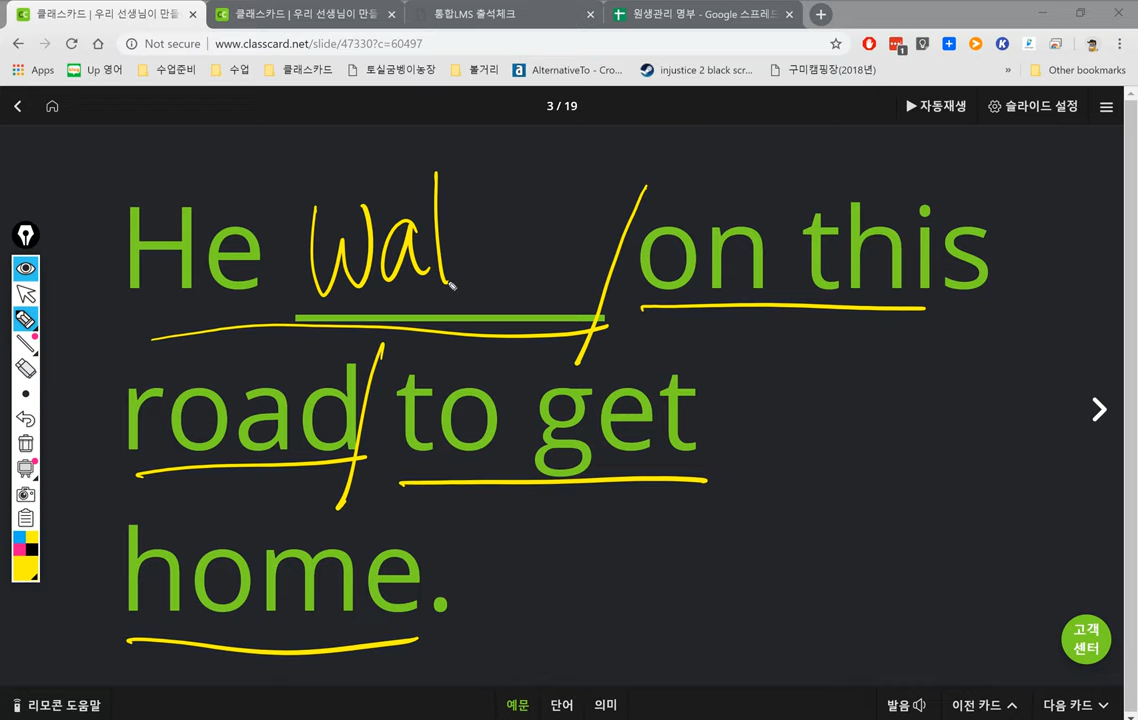 클래스카드 | 우리 선생님이 만들
클래스카드 | 우리 선생님이 만들
통합LMS 출석체크
원생관리 명부 - Google 스프레드
Not secure | www.classcard.net/slide/47330?c=60497
Apps Up 영어 수업준비 수업 클래스카드 토실굼벵이농장 볼거리 AlternativeTo - Cro... injustice 2 black scr... 구미캠핑장(2018년) » Other bookmarks
3 / 19 자동재생 슬라이드 설정
He wal on this
road to get
home.
고객
센터
리모콘 도움말 예문 단어 의미 발음 이전 카드 다음 카드